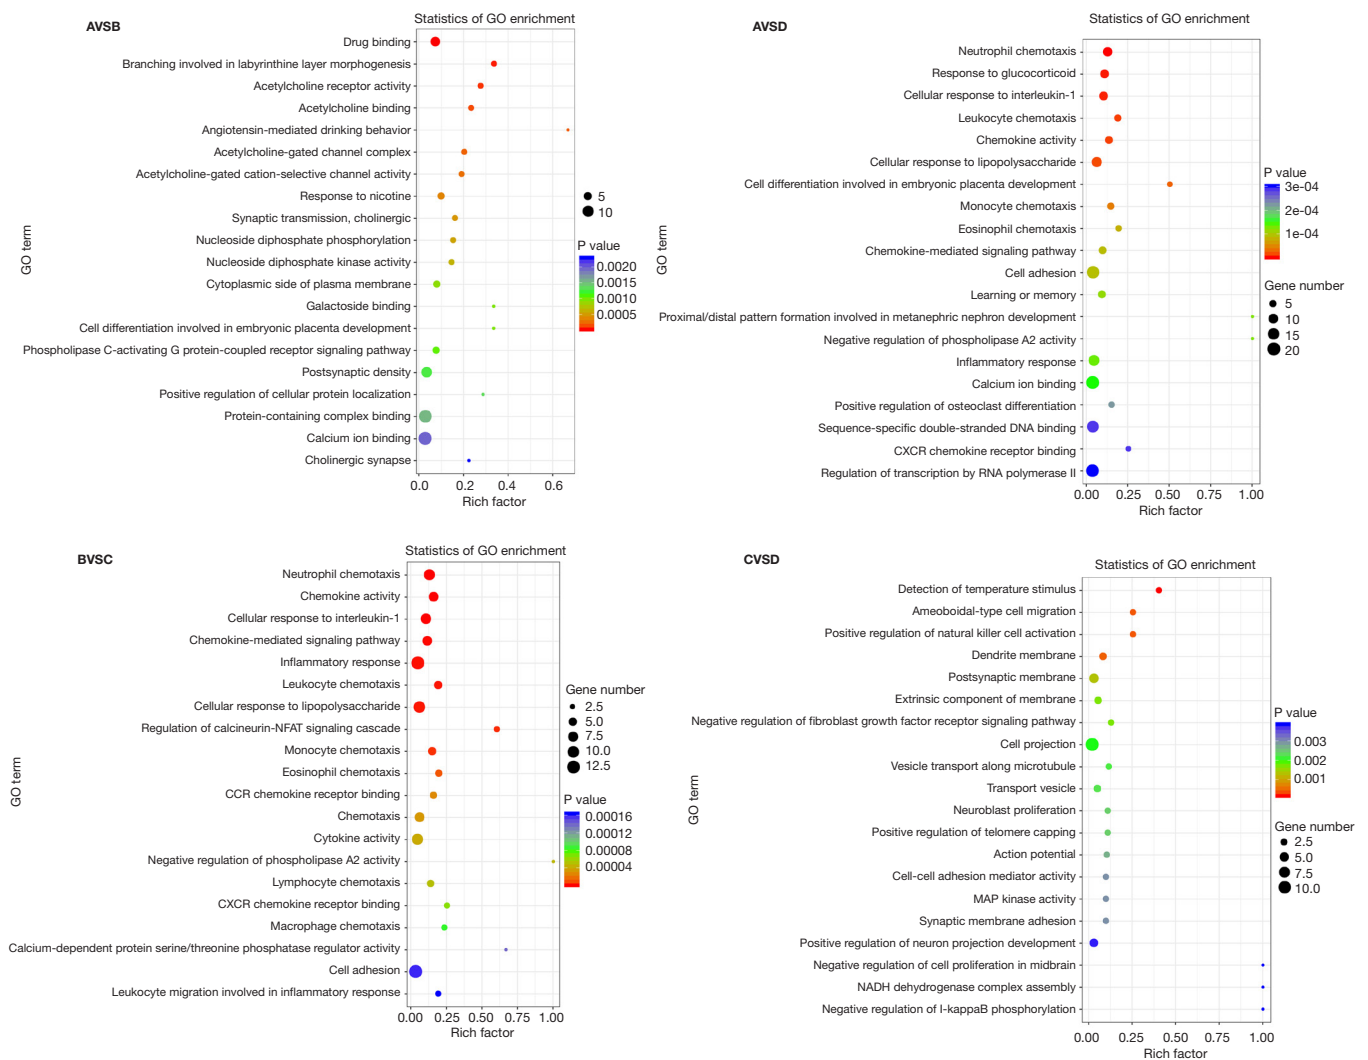 AVSB
Statistics of GO enrichment
Drug binding
Branching involved in labyrinthine layer morphogenesis
Acetylcholine receptor activity
Acetylcholine binding
Angiotensin-mediated drinking behavior
Acetylcholine-gated channel complex
Acetylcholine-gated cation-selective channel activity
Response to nicotine
Synaptic transmission, cholinergic
Nucleoside diphosphate phosphorylation
Nucleoside diphosphate kinase activity
Cytoplasmic side of plasma membrane
Galactoside binding
Cell differentiation involved in embryonic placenta development
Phospholipase C-activating G protein-coupled receptor signaling pathway
Postsynaptic density
Positive regulation of cellular protein localization
Protein-containing complex binding
Calcium ion binding
Cholinergic synapse
GO term
0.0 0.2 0.4 0.6
Rich factor
5
10
P value
0.0020
0.0015
0.0010
0.0005
AVSD
Statistics of GO enrichment
Neutrophil chemotaxis
Response to glucocorticoid
Cellular response to interleukin-1
Leukocyte chemotaxis
Chemokine activity
Cellular response to lipopolysaccharide
Cell differentiation involved in embryonic placenta development
Monocyte chemotaxis
Eosinophil chemotaxis
Chemokine-mediated signaling pathway
Cell adhesion
Learning or memory
Proximal/distal pattern formation involved in metanephric nephron development
Negative regulation of phospholipase A2 activity
Inflammatory response
Calcium ion binding
Positive regulation of osteoclast differentiation
Sequence-specific double-stranded DNA binding
CXCR chemokine receptor binding
Regulation of transcription by RNA polymerase II
GO term
0.00 0.25 0.50 0.75 1.00
Rich factor
P value
3e-04
2e-04
1e-04
Gene number
5
10
15
20
BVSC
Statistics of GO enrichment
Neutrophil chemotaxis
Chemokine activity
Cellular response to interleukin-1
Chemokine-mediated signaling pathway
Inflammatory response
Leukocyte chemotaxis
Cellular response to lipopolysaccharide
Regulation of calcineurin-NFAT signaling cascade
Monocyte chemotaxis
Eosinophil chemotaxis
CCR chemokine receptor binding
Chemotaxis
Cytokine activity
Negative regulation of phospholipase A2 activity
Lymphocyte chemotaxis
CXCR chemokine receptor binding
Macrophage chemotaxis
Calcium-dependent protein serine/threonine phosphatase regulator activity
Cell adhesion
Leukocyte migration involved in inflammatory response
GO term
0.00 0.25 0.50 0.75 1.00
Rich factor
Gene number
2.5
5.0
7.5
10.0
12.5
P value
0.00016
0.00012
0.00008
0.00004
CVSD
Statistics of GO enrichment
Detection of temperature stimulus
Ameoboidal-type cell migration
Positive regulation of natural killer cell activation
Dendrite membrane
Postsynaptic membrane
Extrinsic component of membrane
Negative regulation of fibroblast growth factor receptor signaling pathway
Cell projection
Vesicle transport along microtubule
Transport vesicle
Neuroblast proliferation
Positive regulation of telomere capping
Action potential
Cell-cell adhesion mediator activity
MAP kinase activity
Synaptic membrane adhesion
Positive regulation of neuron projection development
Negative regulation of cell proliferation in midbrain
NADH dehydrogenase complex assembly
Negative regulation of I-kappaB phosphorylation
GO term
0.00 0.25 0.50 0.75 1.00
Rich factor
P value
0.003
0.002
0.001
Gene number
2.5
5.0
7.5
10.0